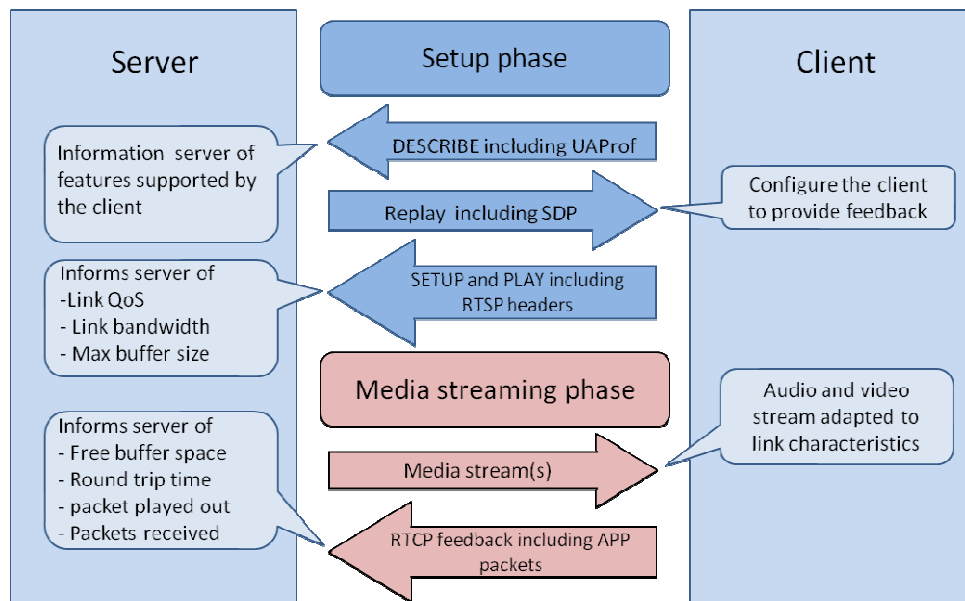 Server
Setup phase
Client
DESCRIBE including UAProf
Information server of
features supported by
the client
Replay including SDP
Configure the client
to provide feedback
SETUP and PLAY including
RTSP headers
Informs server of
-Link QoS
- Link bandwidth
- Max buffer size
Media streaming phase
Audio and video
stream adapted to
link characteristics
Media stream(s)
Informs server of
- Free buffer space
- Round trip time
- packet played out
- Packets received
RTCP feedback including APP
packets